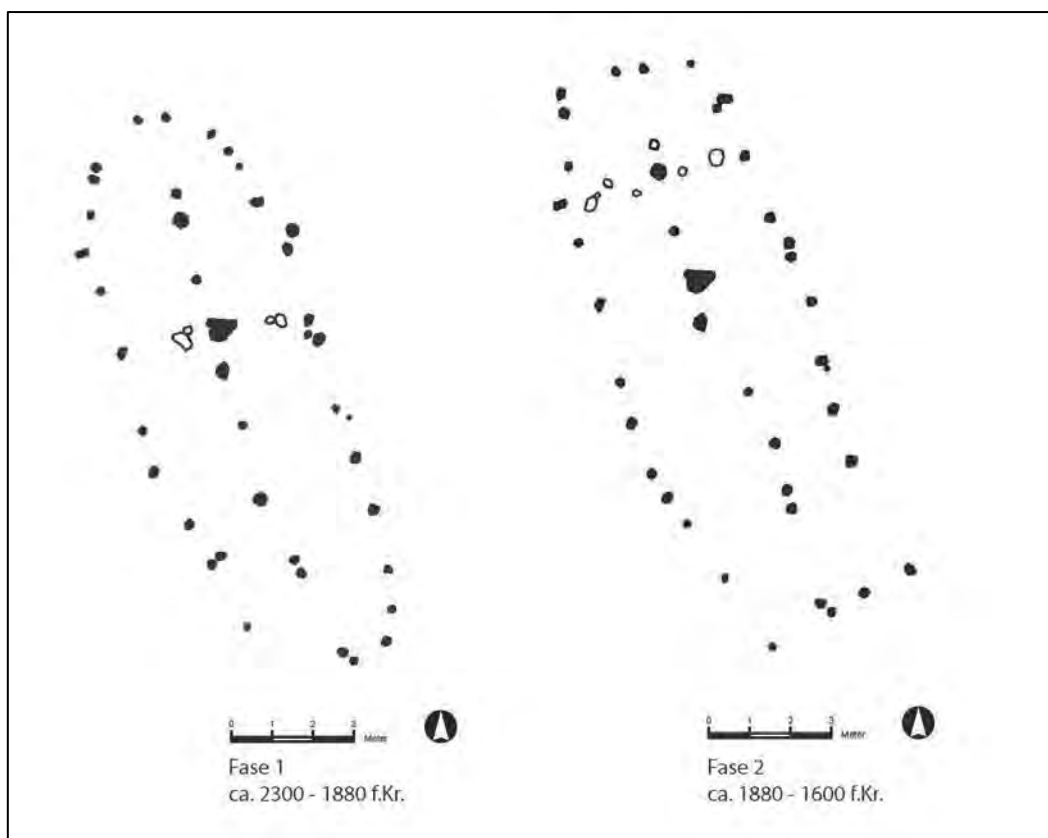 0 1 2 3
Meter
Fase 1
ca. 2300 - 1880 f.Kr.
0 1 2 3
Meter
Fase 2
ca. 1880 - 1600 f.Kr.